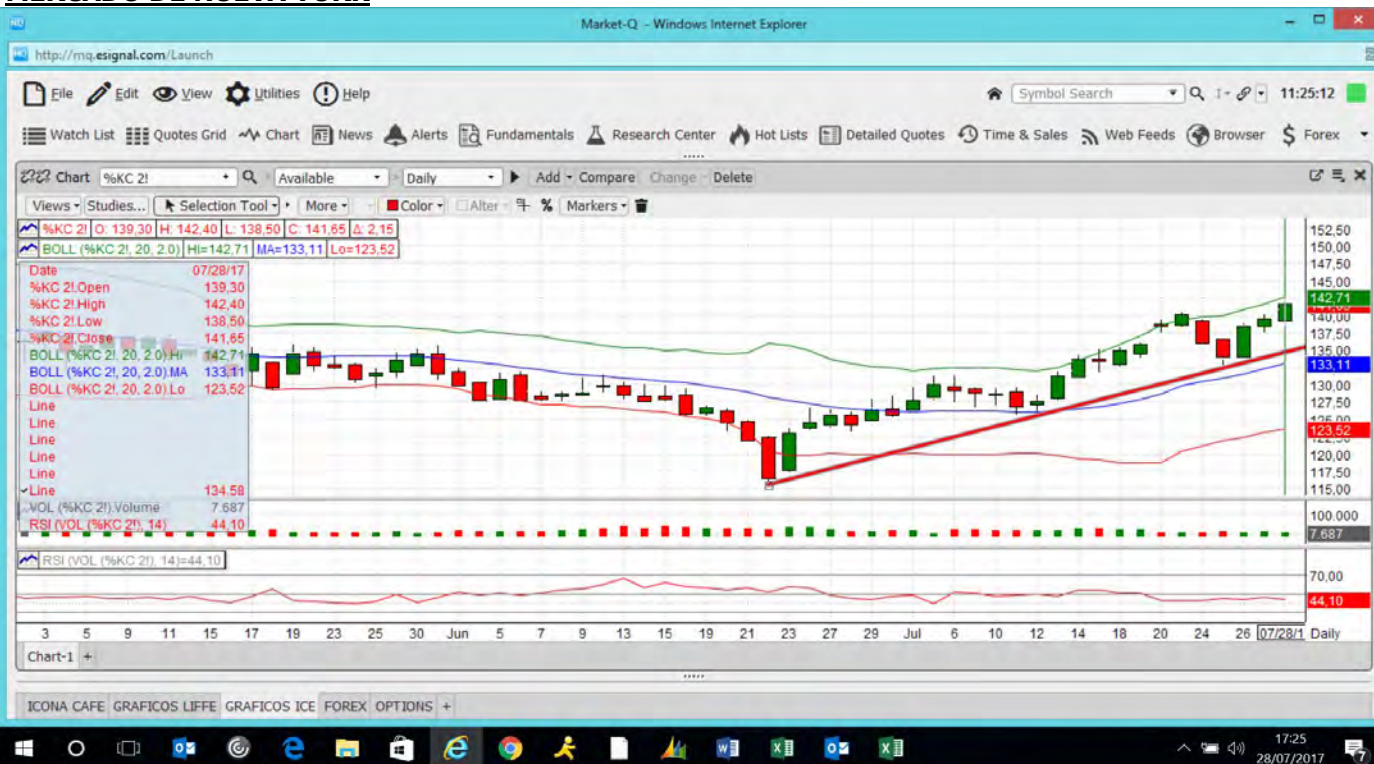 MERCADO DE NUEVA YORK
Market-Q - Windows Internet Explorer
http://mq.esignal.com/Launch
File Edit View Utilities Help Symbol Search 11:25:12
Watch List Quotes Grid Chart News Alerts Fundamentals Research Center Hot Lists Detailed Quotes Time & Sales Web Feeds Browser Forex
Chart %KC 2! Available Daily Add Compare Change Delete
Views Studies... Selection Tool More Color Alter % Markers
%KC 2! O: 139,30 H: 142,40 L: 138,50 C: 141,65 Δ: 2,15
BOLL (%KC 2!, 20, 2.0) Hi=142,71 MA=133,11 Lo=123,52
Date 07/28/17
%KC 2!.Open 139,30
%KC 2!.High 142,40
%KC 2!.Low 138,50
%KC 2!.Close 141,65
BOLL (%KC 2!, 20, 2.0).Hi 142,71
BOLL (%KC 2!, 20, 2.0).MA 133,11
BOLL (%KC 2!, 20, 2.0).Lo 123,52
Line
Line
Line
Line
Line
Line 134.58
VOL (%KC 2!).Volume 7.687
RSI (VOL (%KC 2!), 14) 44,10
152,50
150,00
147,50
145,00
142,71
140,00
137,50
135,00
133,11
130,00
127,50
123,52
120,00
117,50
115,00
100.000
7.687
RSI (VOL (%KC 2!), 14)=44,10
70,00
44,10
3 5 9 11 15 17 19 23 25 30 Jun 5 7 9 13 15 19 21 23 27 29 Jul 6 10 12 14 18 20 24 26 07/28/1 Daily
Chart-1 +
ICONA CAFE GRAFICOS LIFFE GRAFICOS ICE FOREX OPTIONS +
17:25
28/07/2017
7